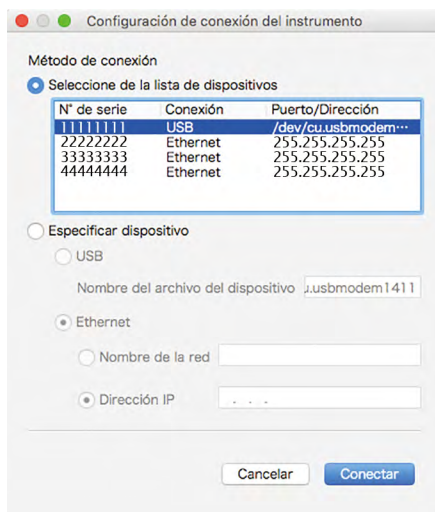 Configuración de conexión del instrumento
Método de conexión
Seleccione de la lista de dispositivos
N° de serie Conexión Puerto/Dirección
11111111 USB /dev/cu.usbmodem···
22222222 Ethernet 255.255.255.255
33333333 Ethernet 255.255.255.255
44444444 Ethernet 255.255.255.255
Especificar dispositivo
USB
Nombre del archivo del dispositivo u.usbmodem1411
Ethernet
Nombre de la red
Dirección IP . . .
Cancelar Conectar